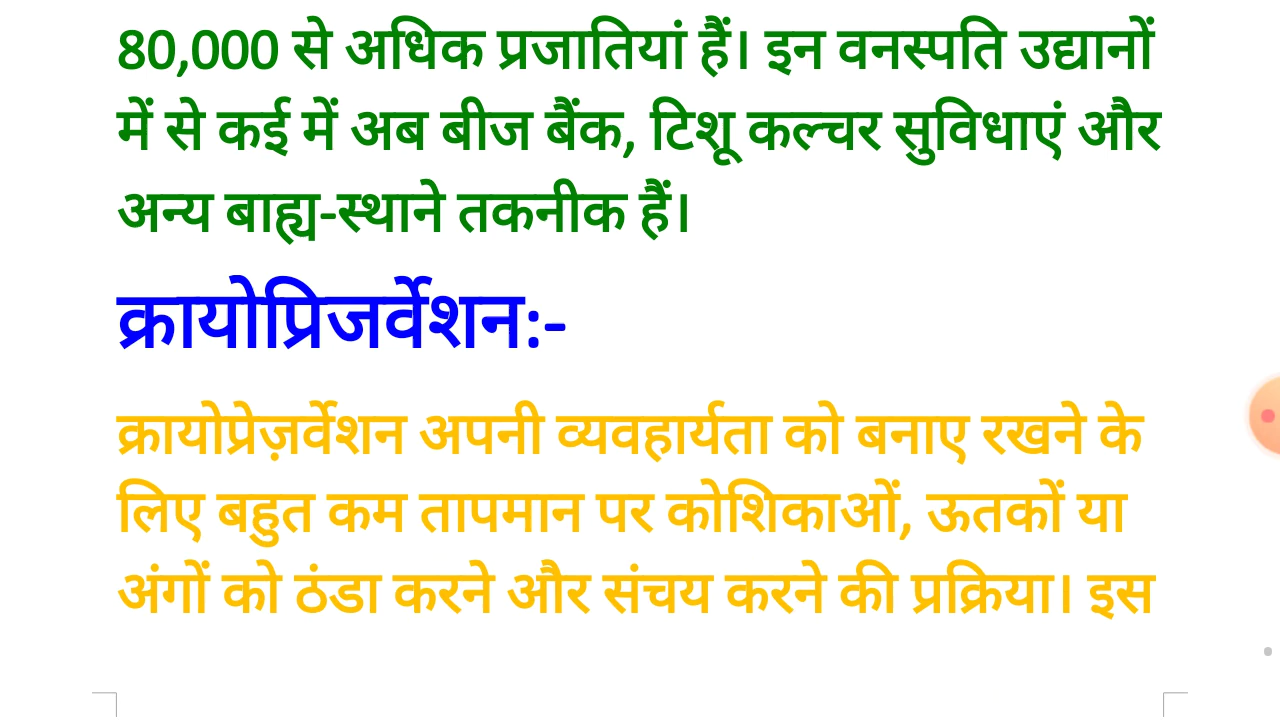 80,000 से अधिक प्रजातियां हैं। इन वनस्पति उद्यानों
में से कई में अब बीज बैंक, टिशू कल्चर सुविधाएं और
अन्य बाह्य-स्थाने तकनीक हैं।
क्रायोप्रिजर्वेशन:-
क्रायोप्रेज़र्वेशन अपनी व्यवहार्यता को बनाए रखने के
लिए बहुत कम तापमान पर कोशिकाओं, ऊतकों या
अंगों को ठंडा करने और संचय करने की प्रक्रिया। इस